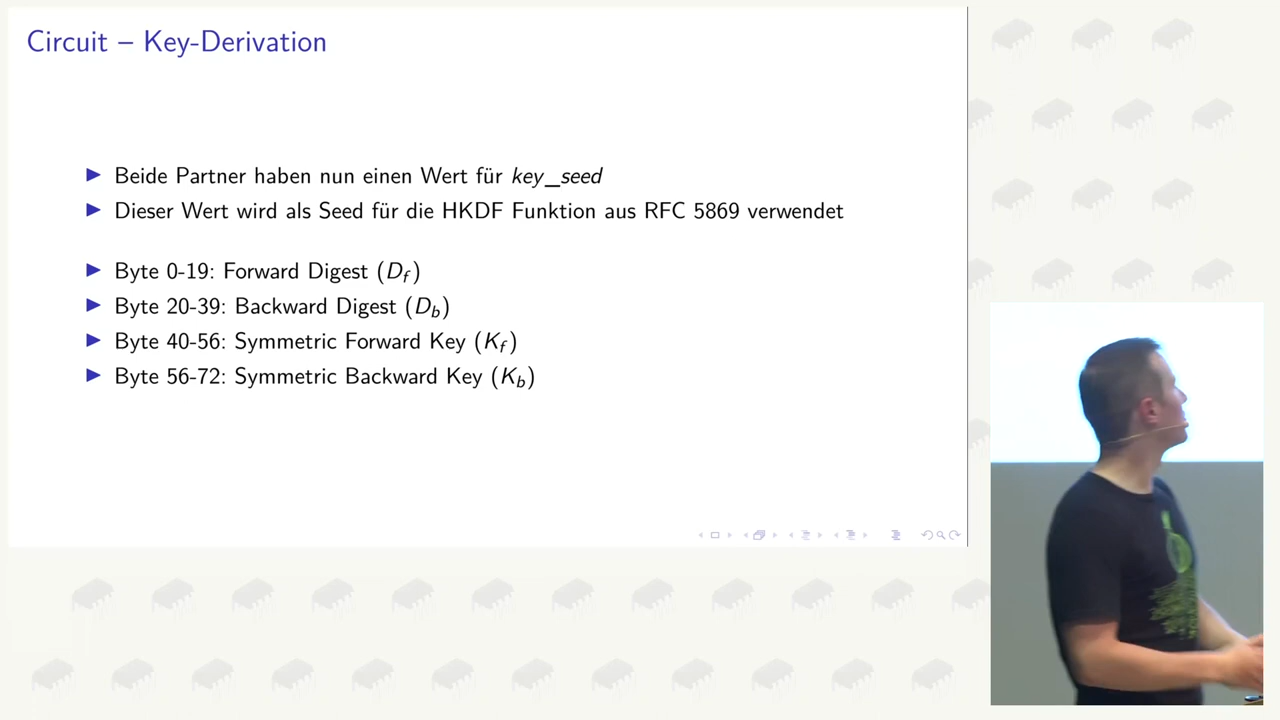 Circuit – Key-Derivation
Beide Partner haben nun einen Wert für key_seed
Dieser Wert wird als Seed für die HKDF Funktion aus RFC 5869 verwendet
Byte 0-19: Forward Digest (Df)
Byte 20-39: Backward Digest (Db)
Byte 40-56: Symmetric Forward Key (Kf)
Byte 56-72: Symmetric Backward Key (Kb)